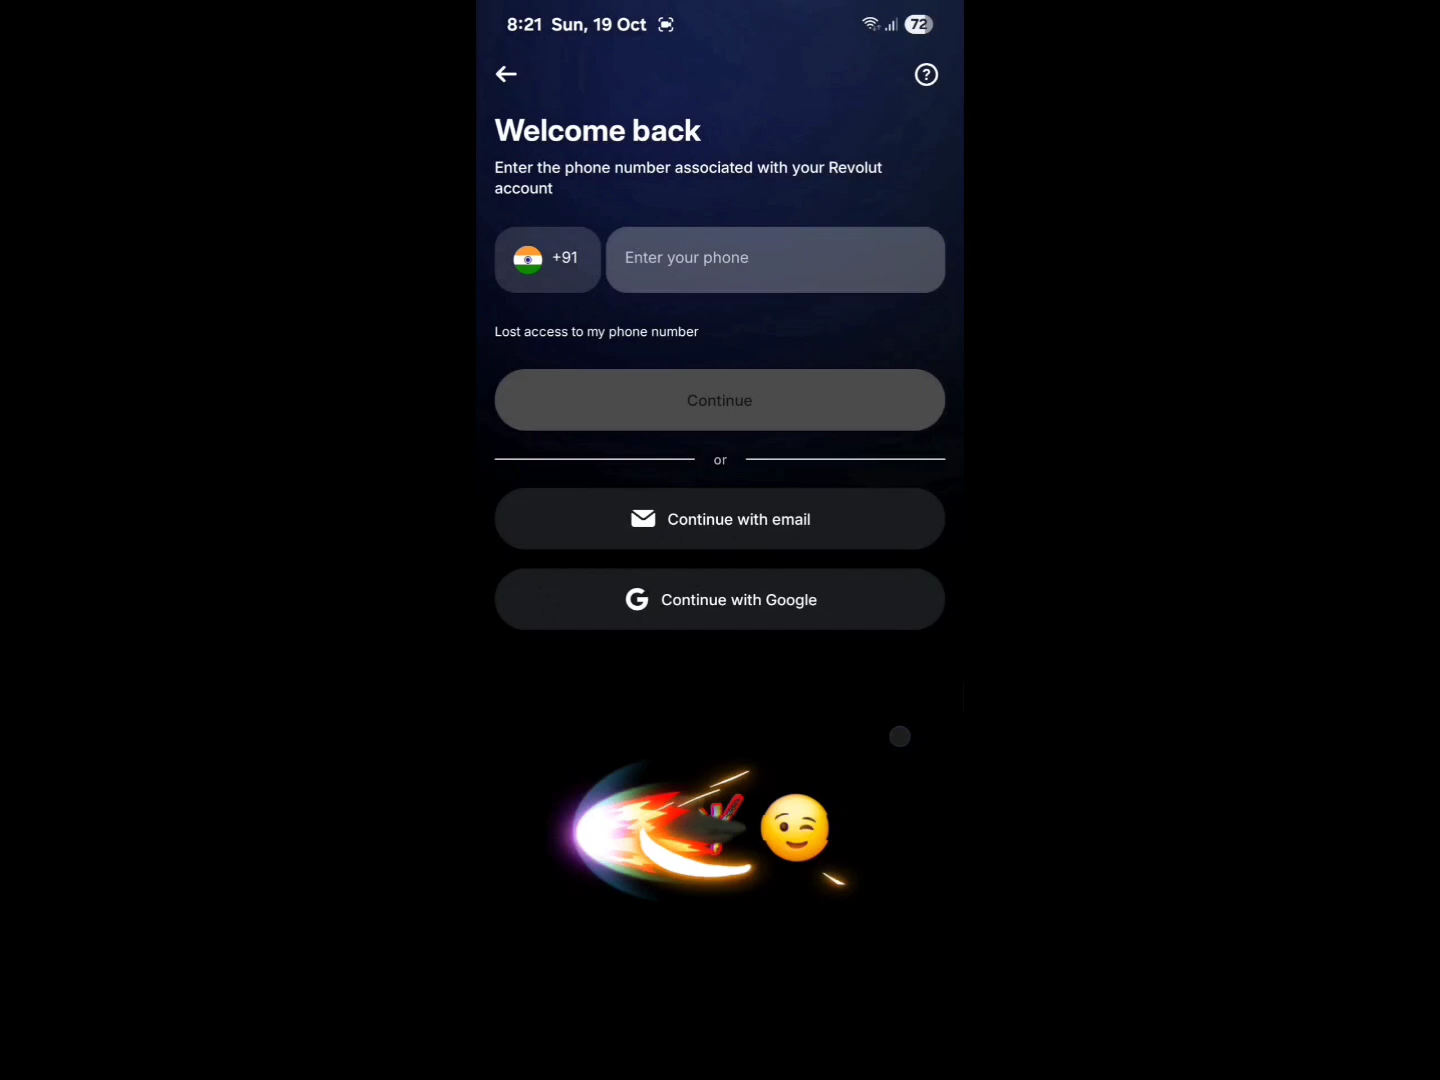 8:21 Sun, 19 Oct
72
Welcome back
Enter the phone number associated with your Revolut
account
+91 Enter your phone
Lost access to my phone number
Continue
or
Continue with email
Continue with Google